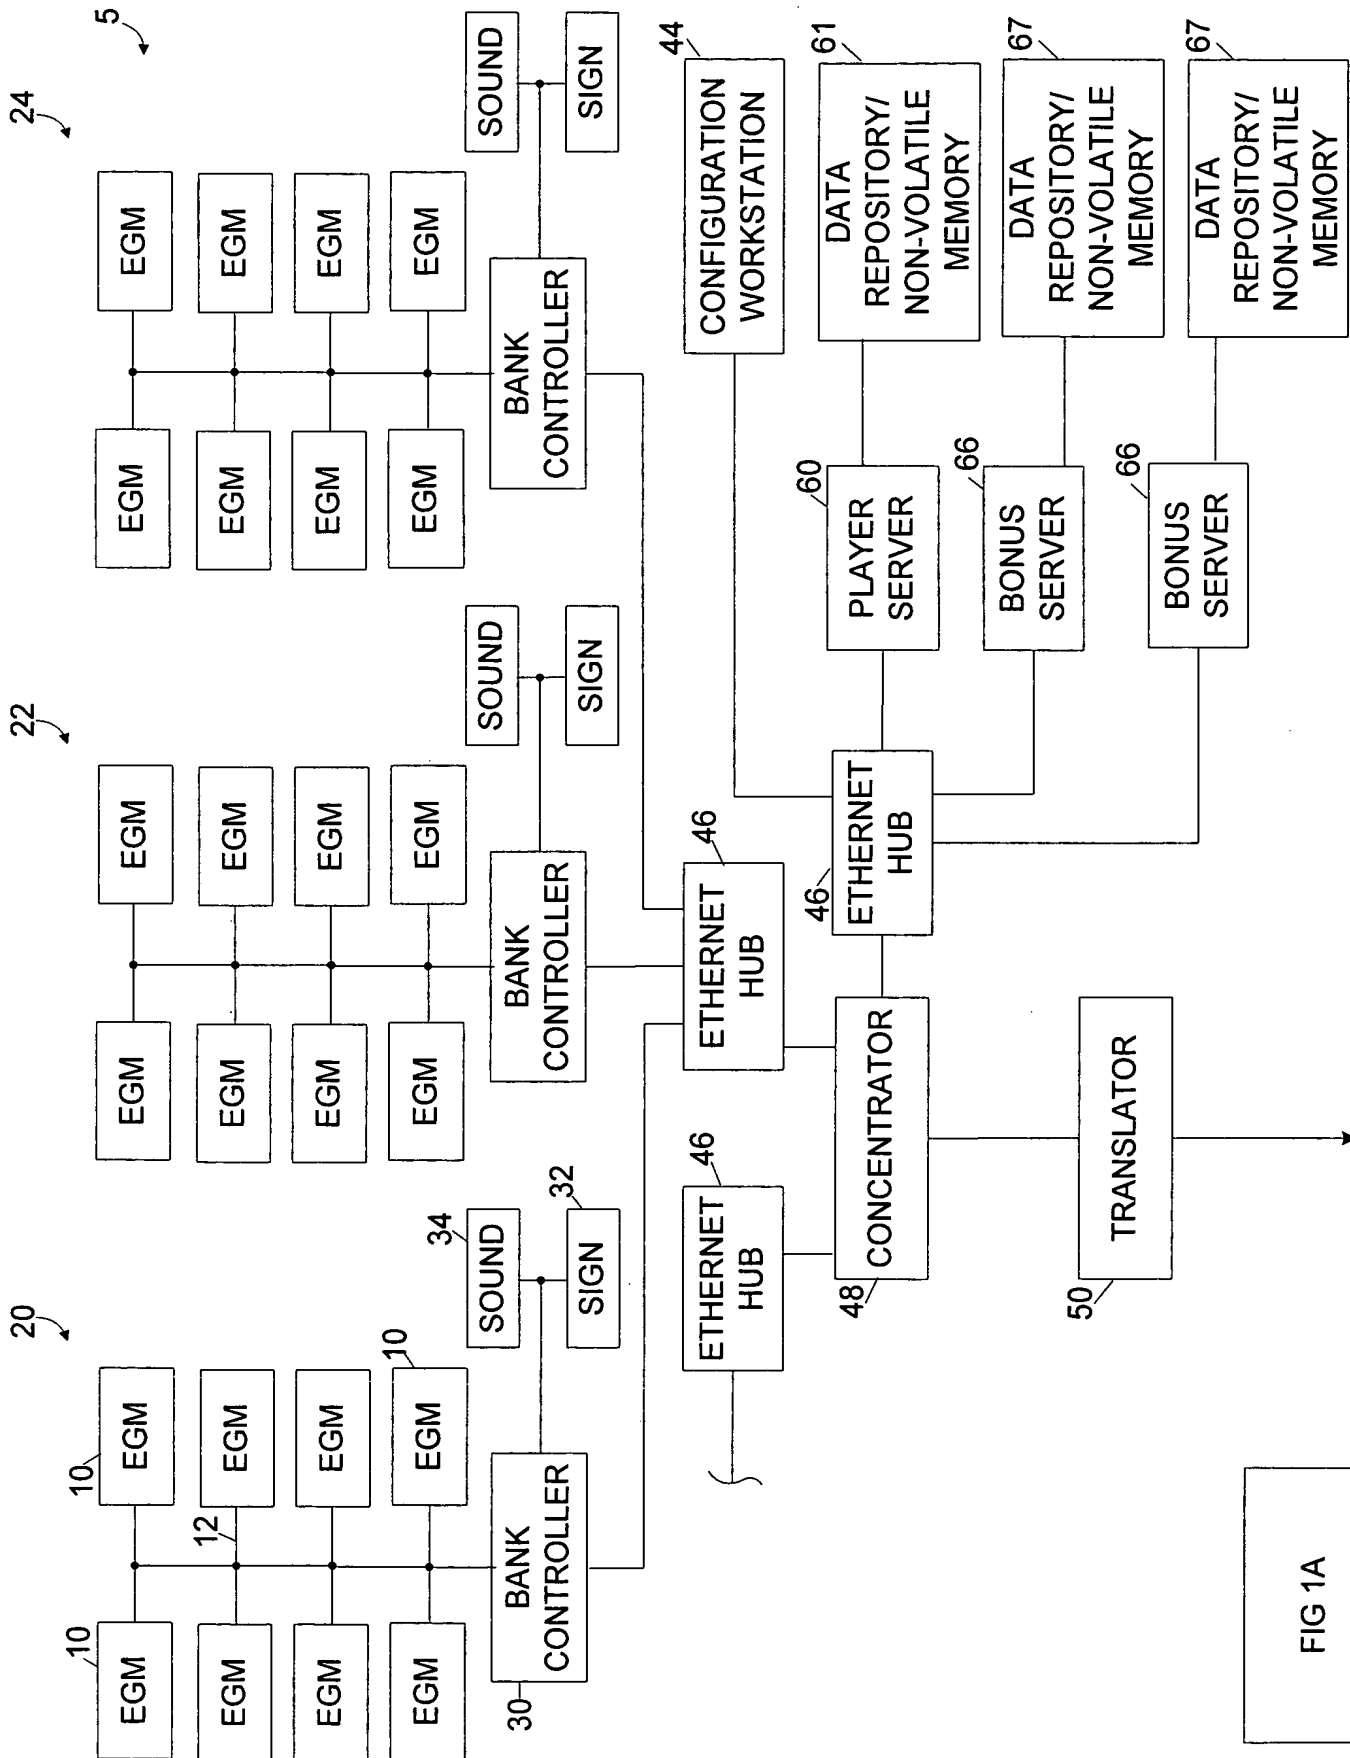 20
22
24
5
10
EGM
10
EGM
EGM
EGM
EGM
EGM
12
EGM
EGM
EGM
EGM
EGM
EGM
EGM
EGM
EGM
EGM
EGM
EGM
EGM
10
EGM
EGM
EGM
EGM
EGM
30
BANK
CONTROLLER
34
SOUND
32
SIGN
BANK
CONTROLLER
SOUND
SIGN
BANK
CONTROLLER
SOUND
SIGN
46
ETHERNET
HUB
46
ETHERNET
HUB
44
CONFIGURATION
WORKSTATION
48
CONCENTRATOR
46
ETHERNET
HUB
60
PLAYER
SERVER
61
DATA
REPOSITORY/
NON-VOLATILE
MEMORY
66
BONUS
SERVER
67
DATA
REPOSITORY/
NON-VOLATILE
MEMORY
50
TRANSLATOR
66
BONUS
SERVER
67
DATA
REPOSITORY/
NON-VOLATILE
MEMORY
FIG 1A